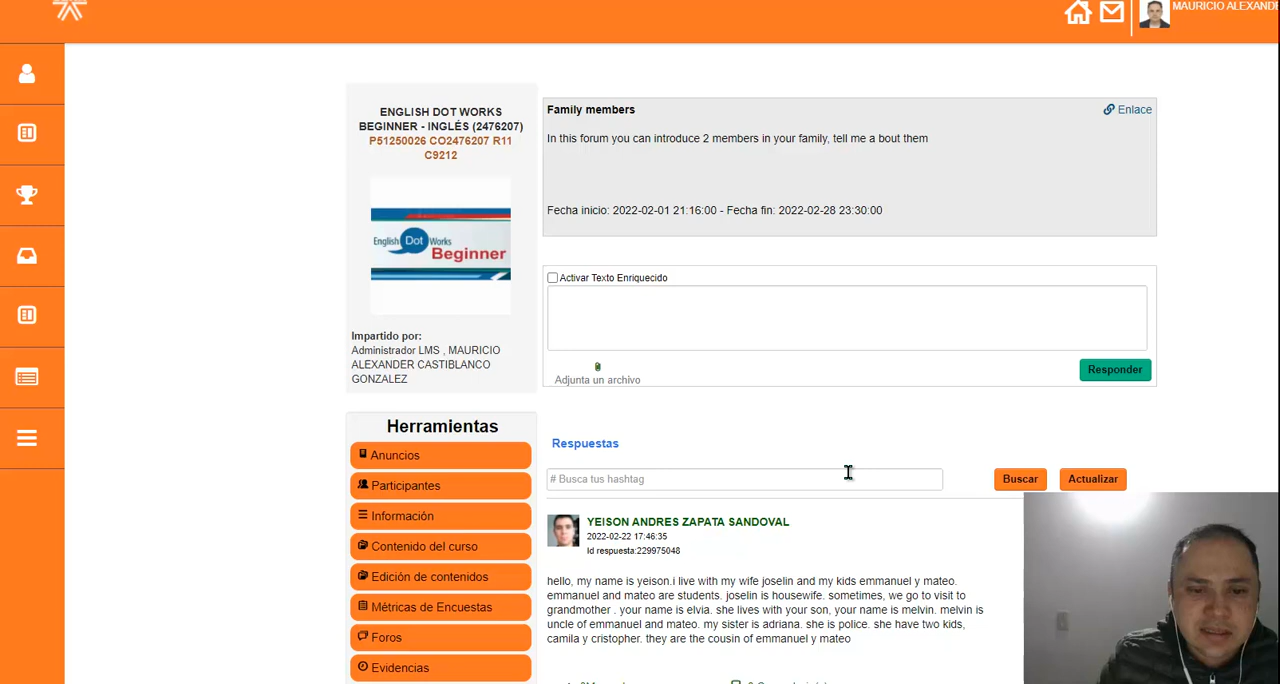 MAURICIO ALEXANDE
ENGLISH DOT WORKS
BEGINNER - INGLÉS (2476207)
P51250026 CO2476207 R11
C9212
English Dot Works
Beginner
Impartido por:
Administrador LMS , MAURICIO
ALEXANDER CASTIBLANCO
GONZALEZ
Herramientas
Anuncios
Participantes
Información
Contenido del curso
Edición de contenidos
Métricas de Encuestas
Foros
Evidencias
Family members
Enlace
In this forum you can introduce 2 members in your family, tell me a bout them
Fecha inicio: 2022-02-01 21:16:00 - Fecha fin: 2022-02-28 23:30:00
Activar Texto Enriquecido
Adjunta un archivo
Responder
Respuestas
# Busca tus hashtag
Buscar
Actualizar
YEISON ANDRES ZAPATA SANDOVAL
2022-02-22 17:46:35
Id respuesta:229975048
hello, my name is yeison.i live with my wife joselin and my kids emmanuel y mateo.
emmanuel and mateo are students. joselin is housewife. sometimes, we go to visit to
grandmother . your name is elvia. she lives with your son, your name is melvin. melvin is
uncle of emmanuel and mateo. my sister is adriana. she is police. she have two kids,
camila y cristopher. they are the cousin of emmanuel y mateo